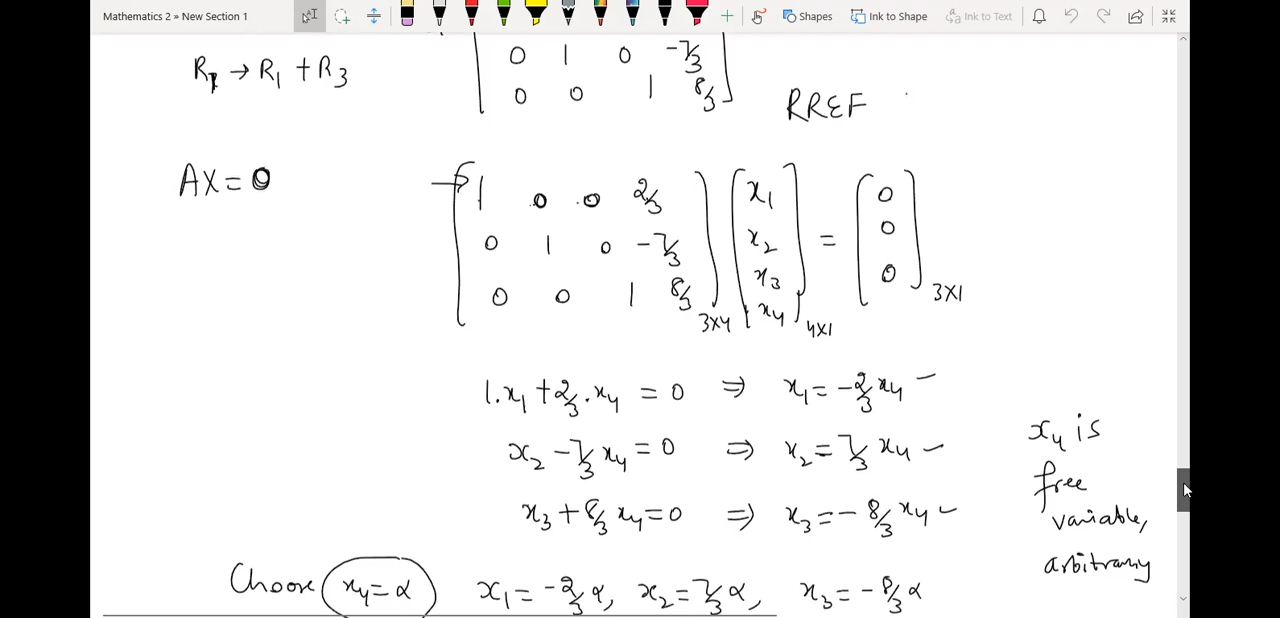 Mathematics 2 » New Section 1
Shapes
Ink to Shape
Ink to Text
R1 → R1 + R3
0 1 0 -7/3
0 0 1 8/3
RREF
AX = 0
1 0 0 2/3
0 1 0 -7/3
0 0 1 8/3
3X4
x1
x2
x3
x4
4X1
=
0
0
0
3X1
1.x1 + 2/3.x4 = 0 ⇒ x1 = -2/3 x4 –
x2 - 7/3 x4 = 0 ⇒ x2 = 7/3 x4 –
x3 + 8/3 x4 = 0 ⇒ x3 = - 8/3 x4 –
x4 is
free
variable,
arbitrary
Choose x4 = α x1 = -2/3 α, x2 = 7/3 α, x3 = - 8/3 α